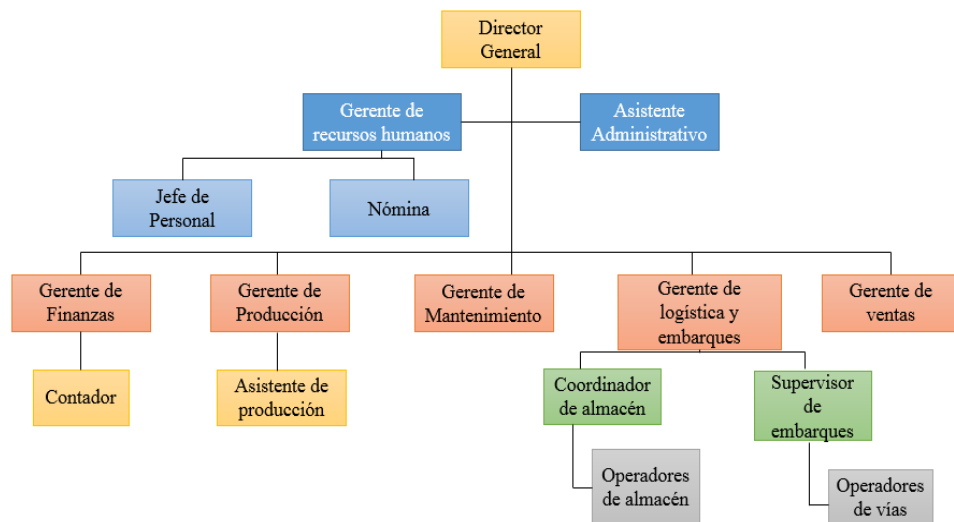 Director
General
Gerente de
recursos humanos
Asistente
Administrativo
Jefe de
Personal
Nómina
Gerente de
Finanzas
Gerente de
Producción
Gerente de
Mantenimiento
Gerente de
logística y
embarques
Gerente de
ventas
Contador
Asistente de
producción
Coordinador
de almacén
Supervisor
de
embarques
Operadores
de almacén
Operadores
de vías